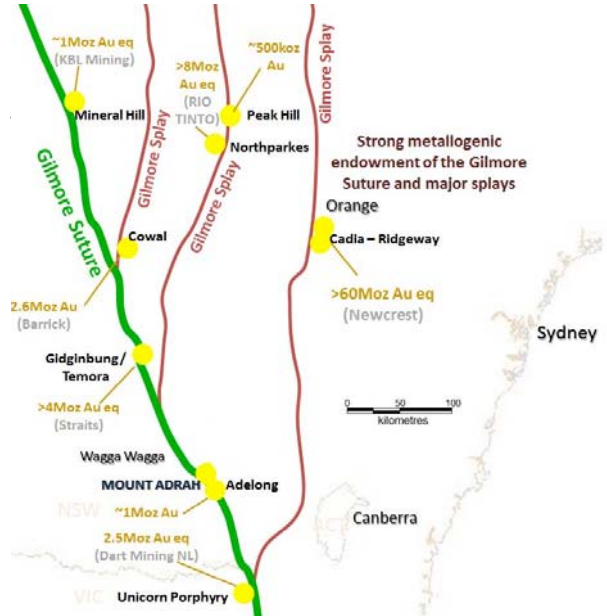 ~1Moz Au eq
(KBL Mining)
Mineral Hill
>8Moz
Au eq
(RIO
TINTO)
~500koz
Au
Peak Hill
Northparkes
Gilmore Splay
Gilmore Splay
Gilmore Splay
Gilmore Suture
Strong metallogenic
endowment of the Gilmore
Suture and major splays
Orange
Cadia – Ridgeway
>60Moz Au eq
(Newcrest)
Cowal
2.6Moz Au
(Barrick)
Sydney
Gidginbung/
Temora
>4Moz Au eq
(Straits)
0 50 100
kilometres
Wagga Wagga
MOUNT ADRAH
Adelong
~1Moz Au
NSW
ACT
Canberra
2.5Moz Au eq
(Dart Mining NL)
VIC
Unicorn Porphyry